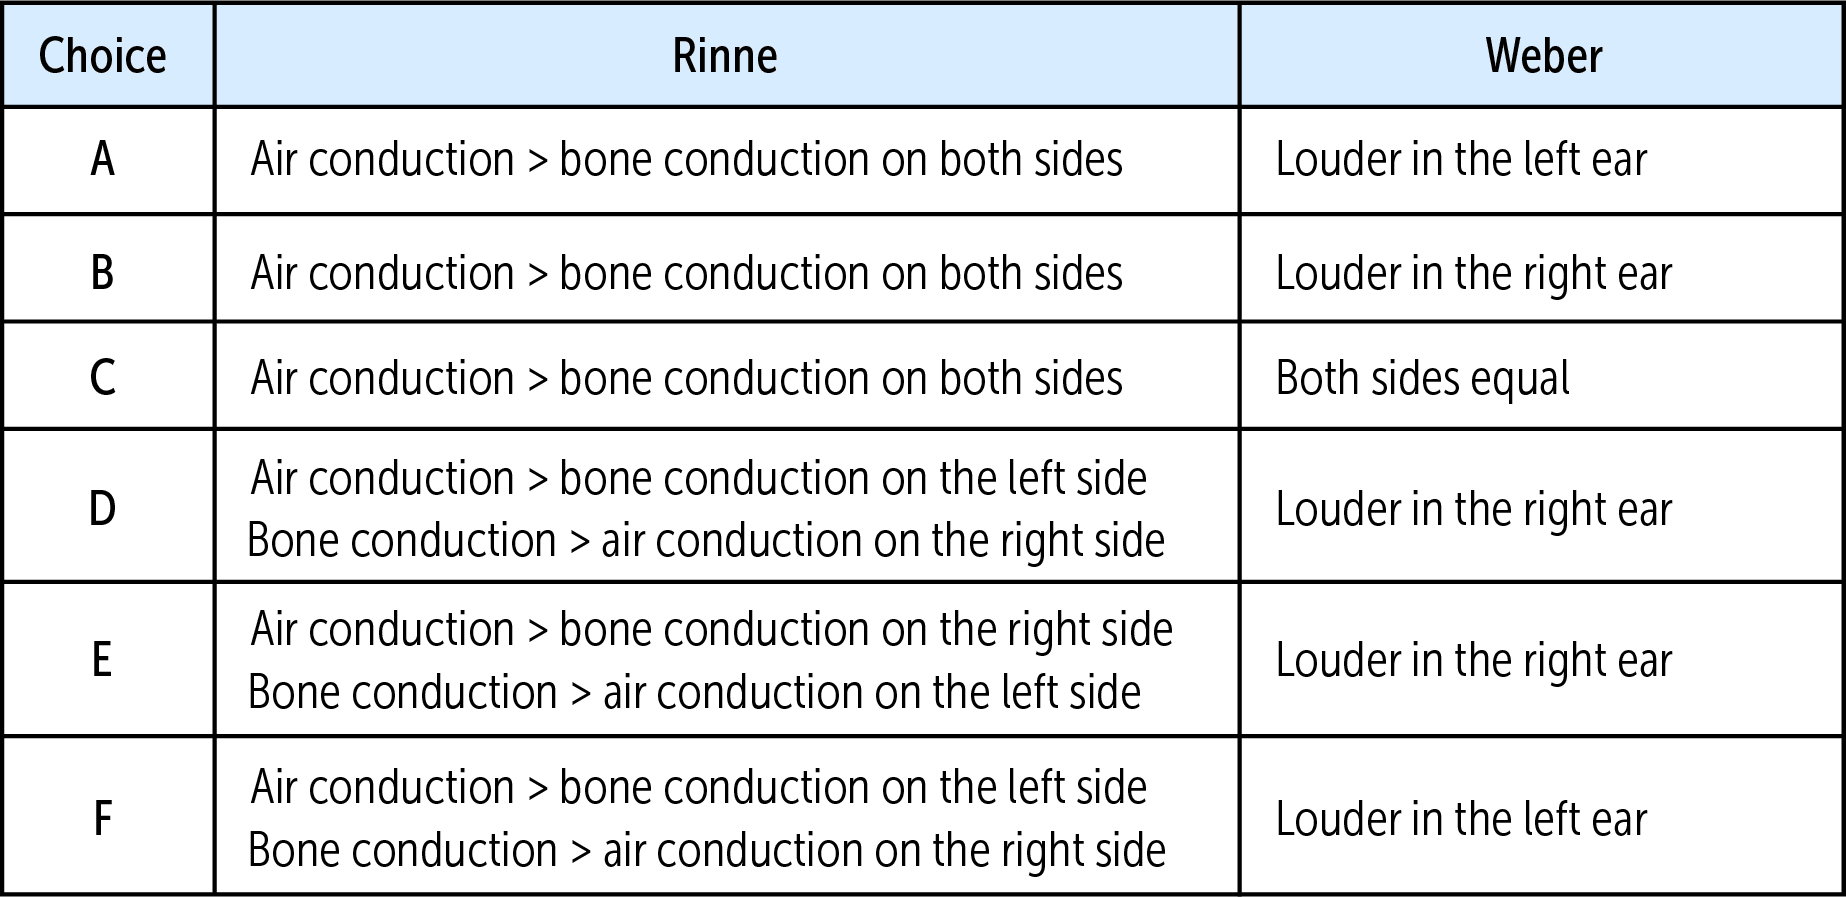 Choice Rinne Weber
A Air conduction > bone conduction on both sides Louder in the left ear
B Air conduction > bone conduction on both sides Louder in the right ear
C Air conduction > bone conduction on both sides Both sides equal
D Air conduction > bone conduction on the left side
Bone conduction > air conduction on the right side Louder in the right ear
E Air conduction > bone conduction on the right side
Bone conduction > air conduction on the left side Louder in the right ear
F Air conduction > bone conduction on the left side
Bone conduction > air conduction on the right side Louder in the left ear